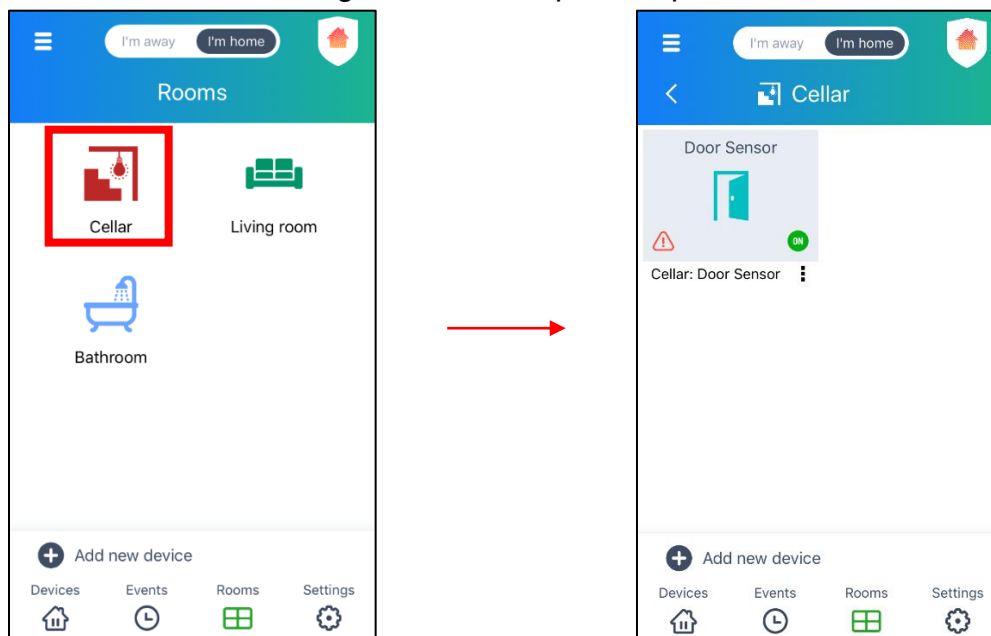 I'm away I'm home
Rooms
Cellar Living room
Bathroom
Add new device
Devices Events Rooms Settings
I'm away I'm home
Cellar
Door Sensor
ON
Cellar: Door Sensor
Add new device
Devices Events Rooms Settings